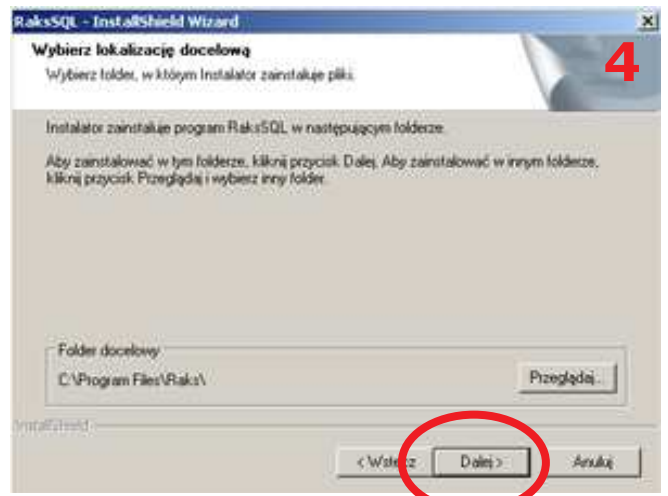 RaksSQL - InstallShield Wizard
Wybierz lokalizację docelową
Wybierz folder, w którym Instalator zainstaluje pliki.
4
Instalator zainstaluje program RaksSQL w następującym folderze.
Aby zainstalować w tym folderze, kliknij przycisk Dalej. Aby zainstalować w innym folderze,
kliknij przycisk Przeglądaj i wybierz inny folder.
Folder docelowy
C:\Program Files\Raks\
Przeglądaj...
InstallShield
< Wstecz
Dalej >
Anuluj